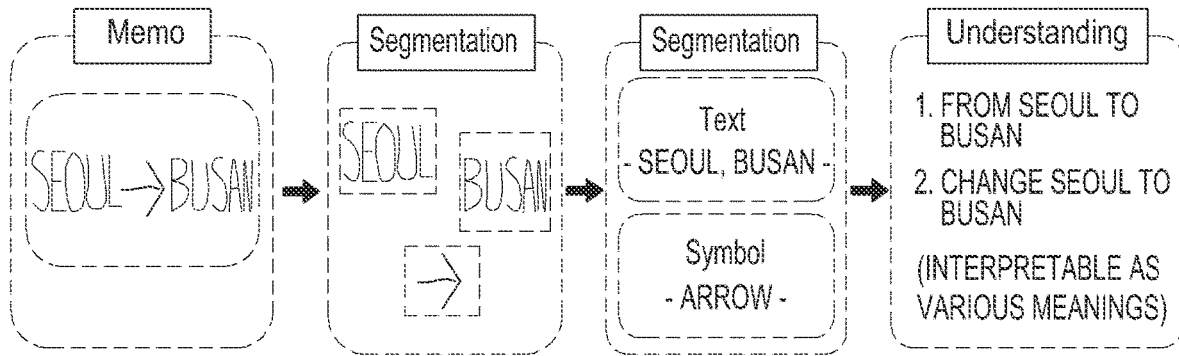 Memo
SEOUL → BUSAN
Segmentation
SEOUL
BUSAN
→
Segmentation
Text
- SEOUL, BUSAN -
Symbol
- ARROW -
Understanding
1. FROM SEOUL TO
BUSAN
2. CHANGE SEOUL TO
BUSAN
(INTERPRETABLE AS
VARIOUS MEANINGS)